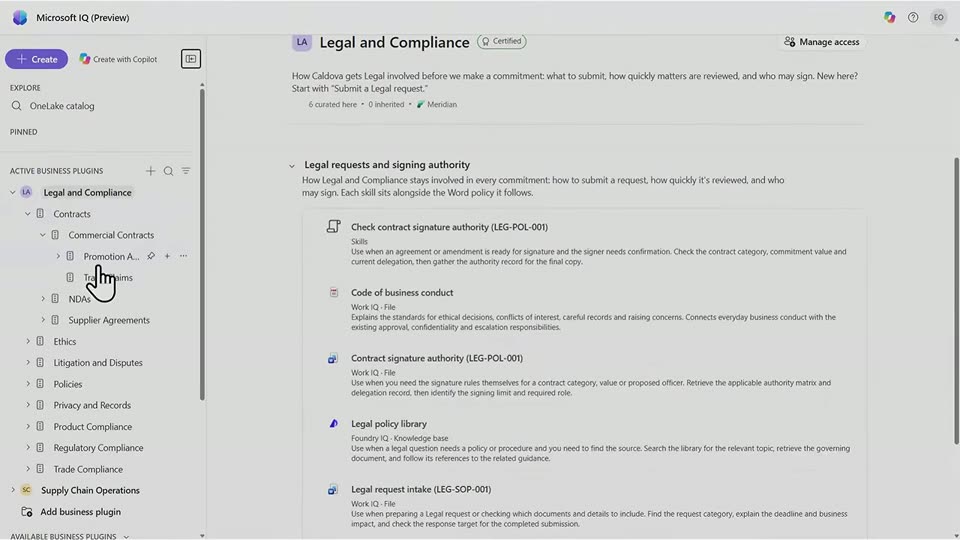 Microsoft IQ (Preview)
EO
Create
Create with Copilot
EXPLORE
OneLake catalog
PINNED
ACTIVE BUSINESS PLUGINS
LA Legal and Compliance
Contracts
Commercial Contracts
Promotion A...
NDAs
Supplier Agreements
Ethics
Litigation and Disputes
Policies
Privacy and Records
Product Compliance
Regulatory Compliance
Trade Compliance
SC Supply Chain Operations
Add business plugin
AVAILABLE BUSINESS PLUGINS
LA Legal and Compliance Certified
Manage access
How Caldova gets Legal involved before we make a commitment: what to submit, how quickly matters are reviewed, and who may sign. New here?
Start with "Submit a Legal request."
6 curated here • 0 inherited • Meridian
Legal requests and signing authority
How Legal and Compliance stays involved in every commitment: how to submit a request, how quickly it's reviewed, and who
may sign. Each skill sits alongside the Word policy it follows.
Check contract signature authority (LEG-POL-001)
Skills
Use when an agreement or amendment is ready for signature and the signer needs confirmation. Check the contract category, commitment value and
current delegation, then gather the authority record for the final copy.
Code of business conduct
Work IQ · File
Explains the standards for ethical decisions, conflicts of interest, careful records and raising concerns. Connects everyday business conduct with the
existing approval, confidentiality and escalation responsibilities.
Contract signature authority (LEG-POL-001)
Work IQ · File
Use when you need the signature rules themselves for a contract category, value or proposed officer. Retrieve the applicable authority matrix and
delegation record, then identify the signing limit and required role.
Legal policy library
Foundry IQ · Knowledge base
Use when a legal question needs a policy or procedure and you need to find the source. Search the library for the relevant topic, retrieve the governing
document, and follow its references to the related guidance.
Legal request intake (LEG-SOP-001)
Work IQ · File
Use when preparing a Legal request or checking which documents and details to include. Find the request category, explain the deadline and business
impact, and check the response target for the completed submission.